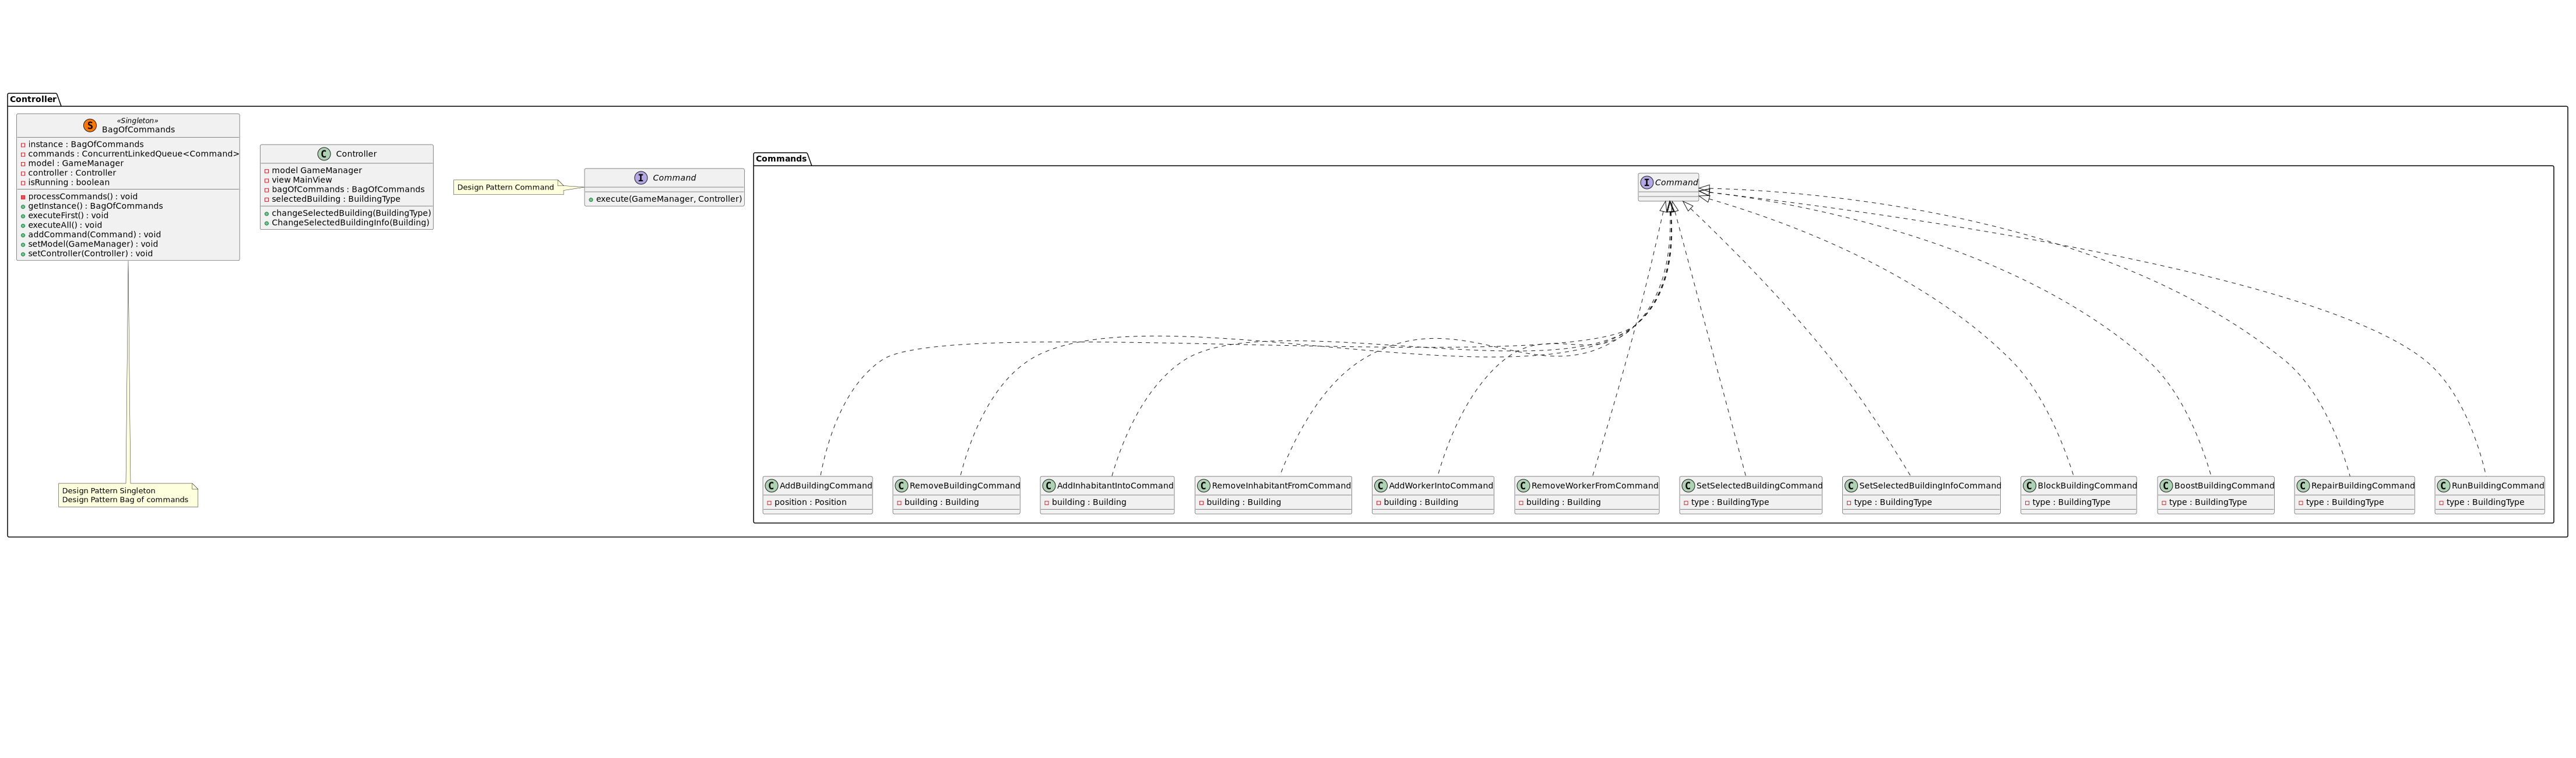 Controller
S
«Singleton»
BagOfCommands
instance : BagOfCommands
commands : ConcurrentLinkedQueue<Command>
model : GameManager
controller : Controller
isRunning : boolean
processCommands() : void
getInstance() : BagOfCommands
executeFirst() : void
executeAll() : void
addCommand(Command) : void
setModel(GameManager) : void
setController(Controller) : void
Design Pattern Singleton
Design Pattern Bag of commands
C Controller
model GameManager
view MainView
bagOfCommands : BagOfCommands
selectedBuilding : BuildingType
changeSelectedBuilding(BuildingType)
ChangeSelectedBuildingInfo(Building)
Design Pattern Command
I Command
execute(GameManager, Controller)
Commands
I Command
C AddBuildingCommand
position : Position
C RemoveBuildingCommand
building : Building
C AddInhabitantIntoCommand
building : Building
C RemoveInhabitantFromCommand
building : Building
C AddWorkerIntoCommand
building : Building
C RemoveWorkerFromCommand
building : Building
C SetSelectedBuildingCommand
type : BuildingType
C SetSelectedBuildingInfoCommand
type : BuildingType
C BlockBuildingCommand
type : BuildingType
C BoostBuildingCommand
type : BuildingType
C RepairBuildingCommand
type : BuildingType
C RunBuildingCommand
type : BuildingType